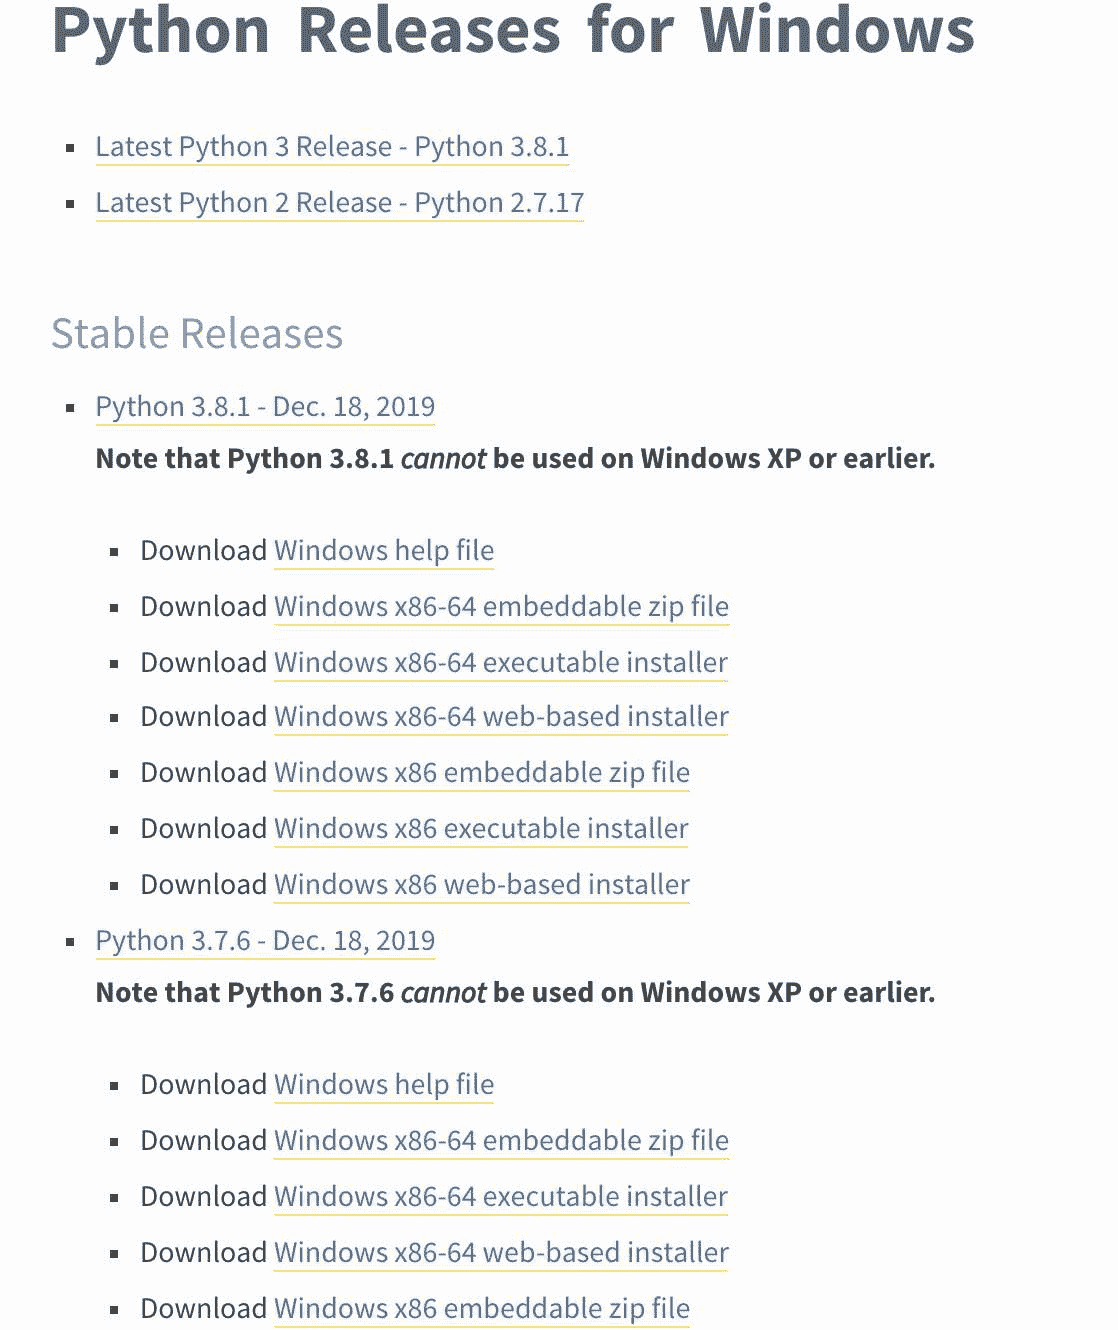 Python Releases for Windows
Latest Python 3 Release - Python 3.8.1
Latest Python 2 Release - Python 2.7.17
Stable Releases
Python 3.8.1 - Dec. 18, 2019
Note that Python 3.8.1 cannot be used on Windows XP or earlier.
Download Windows help file
Download Windows x86-64 embeddable zip file
Download Windows x86-64 executable installer
Download Windows x86-64 web-based installer
Download Windows x86 embeddable zip file
Download Windows x86 executable installer
Download Windows x86 web-based installer
Python 3.7.6 - Dec. 18, 2019
Note that Python 3.7.6 cannot be used on Windows XP or earlier.
Download Windows help file
Download Windows x86-64 embeddable zip file
Download Windows x86-64 executable installer
Download Windows x86-64 web-based installer
Download Windows x86 embeddable zip file